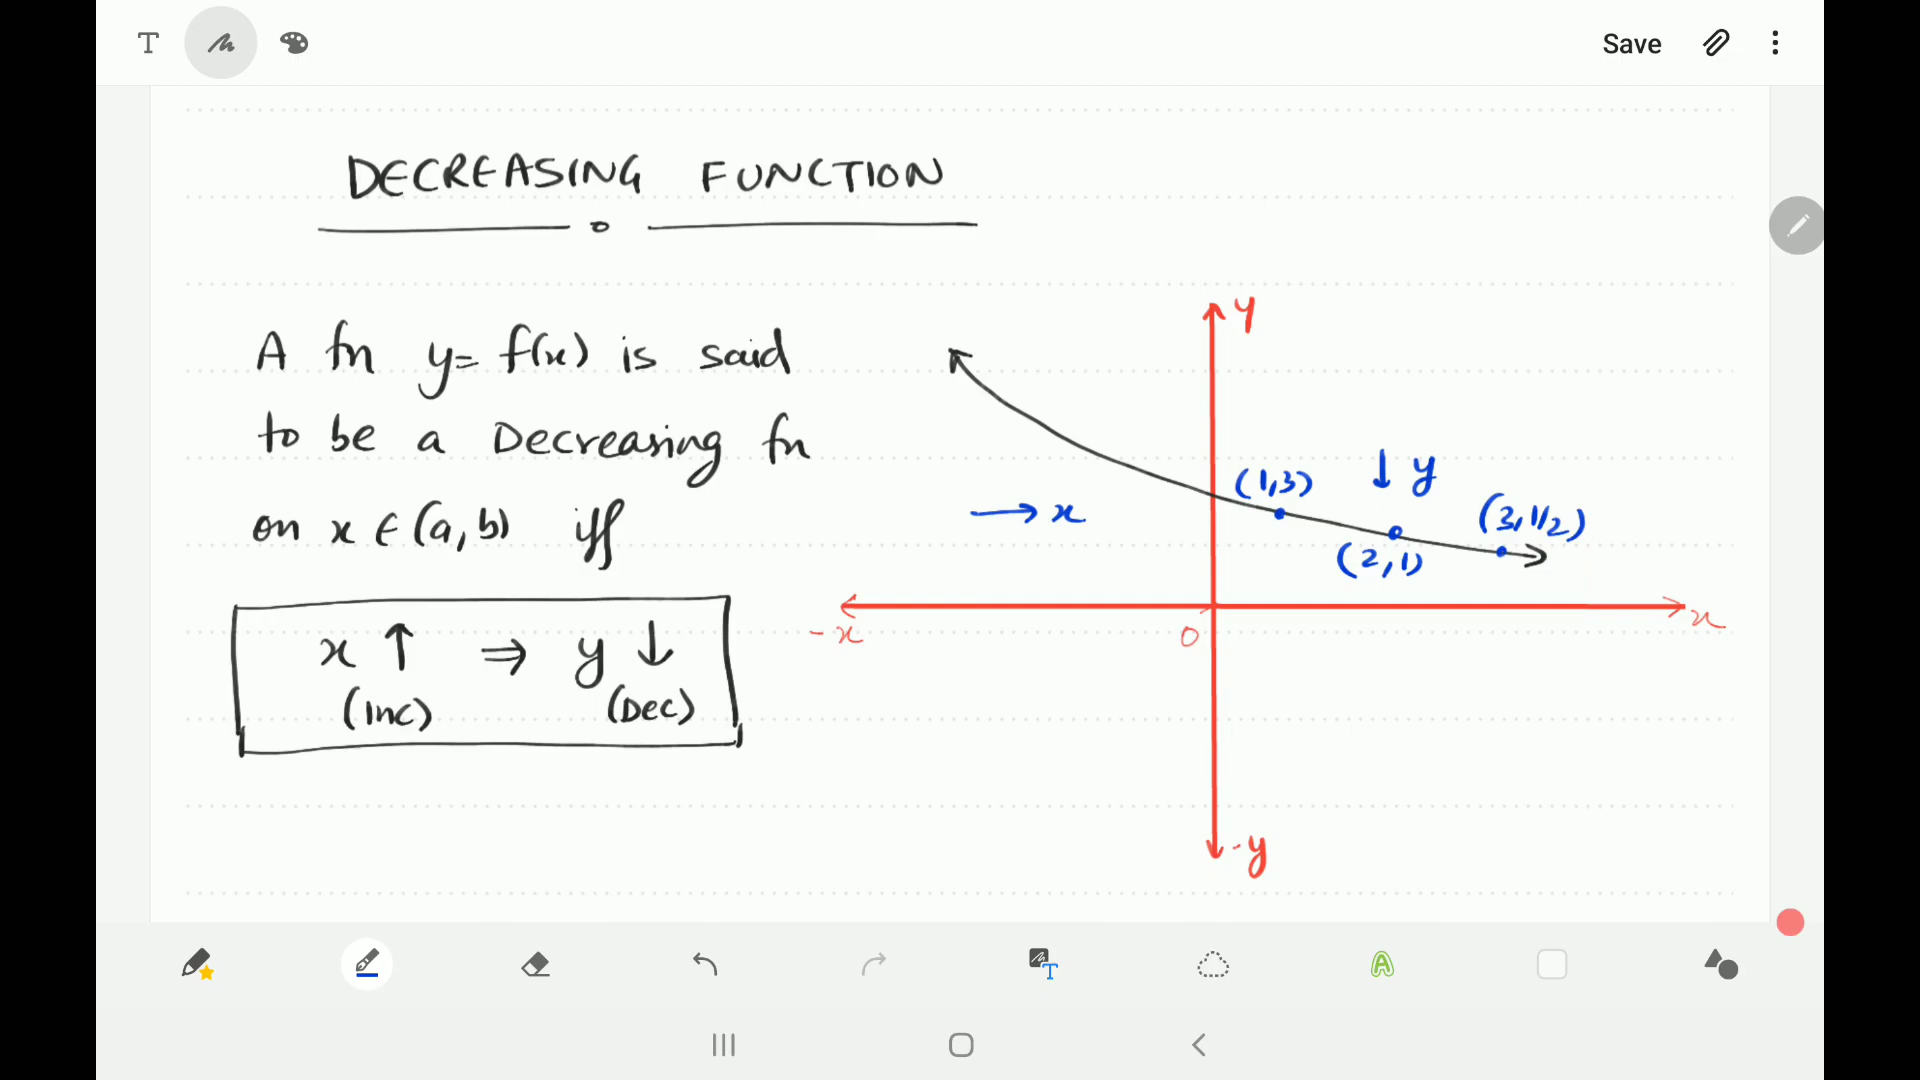 T
Save
DECREASING FUNCTION
A fn y= f(x) is said
to be a Decreasing fn
on x ∈ (a, b) iff
x ↑ ⇒ y ↓
(Inc) (Dec)
y
(1,3)
↓ y
(3, 1/2)
→ x
(2, 1)
-x
0
x
-y
T
A